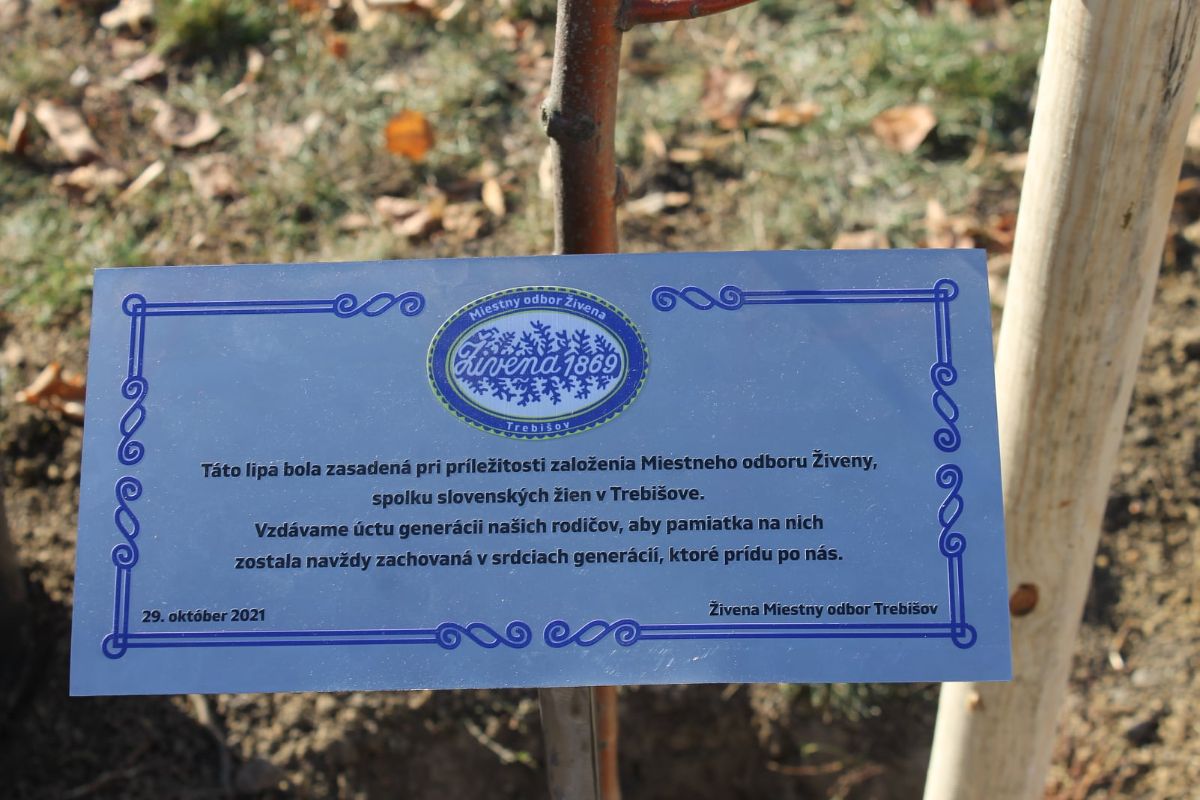 Miestny odbor Živena
Živena 1869
Trebišov
Táto lipa bola zasadená pri príležitosti založenia Miestneho odboru Živeny,
spolku slovenských žien v Trebišove.
Vzdávame úctu generácii našich rodičov, aby pamiatka na nich
zostala navždy zachovaná v srdciach generácií, ktoré prídu po nás.
29. október 2021
Živena Miestny odbor Trebišov